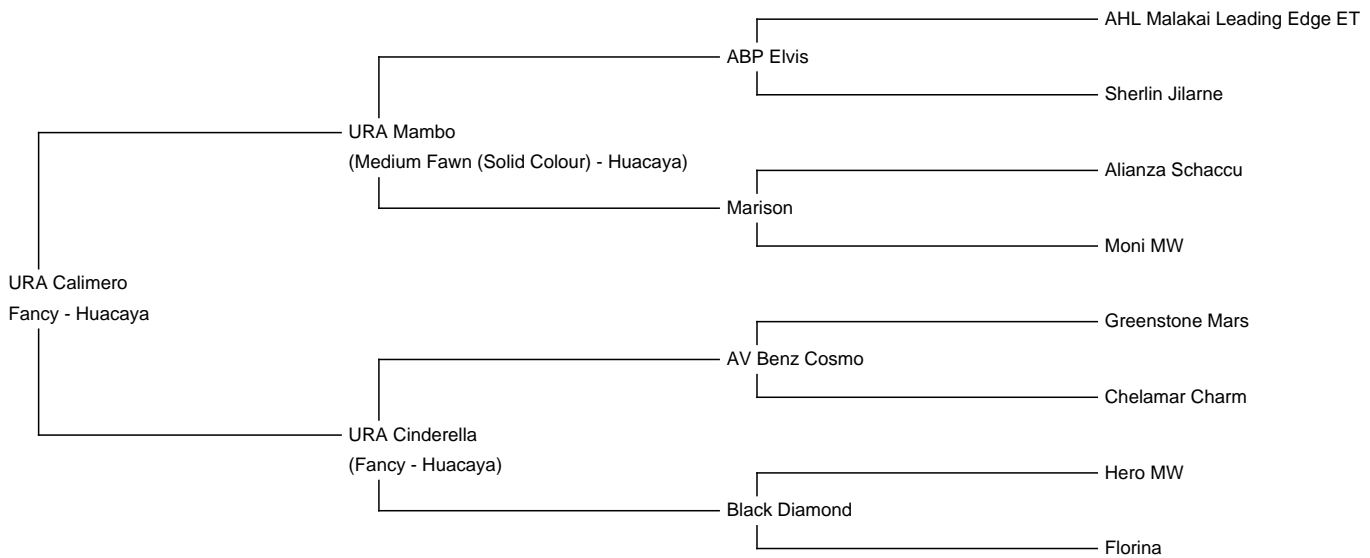 AHL Malakai Leading Edge ET
ABP Elvis
Sherlin Jilarne
URA Mambo
(Medium Fawn (Solid Colour) - Huacaya)
Alianza Schaccu
Marison
Moni MW
URA Calimero
Fancy - Huacaya
Greenstone Mars
AV Benz Cosmo
Chelamar Charm
URA Cinderella
(Fancy - Huacaya)
Hero MW
Black Diamond
Florina